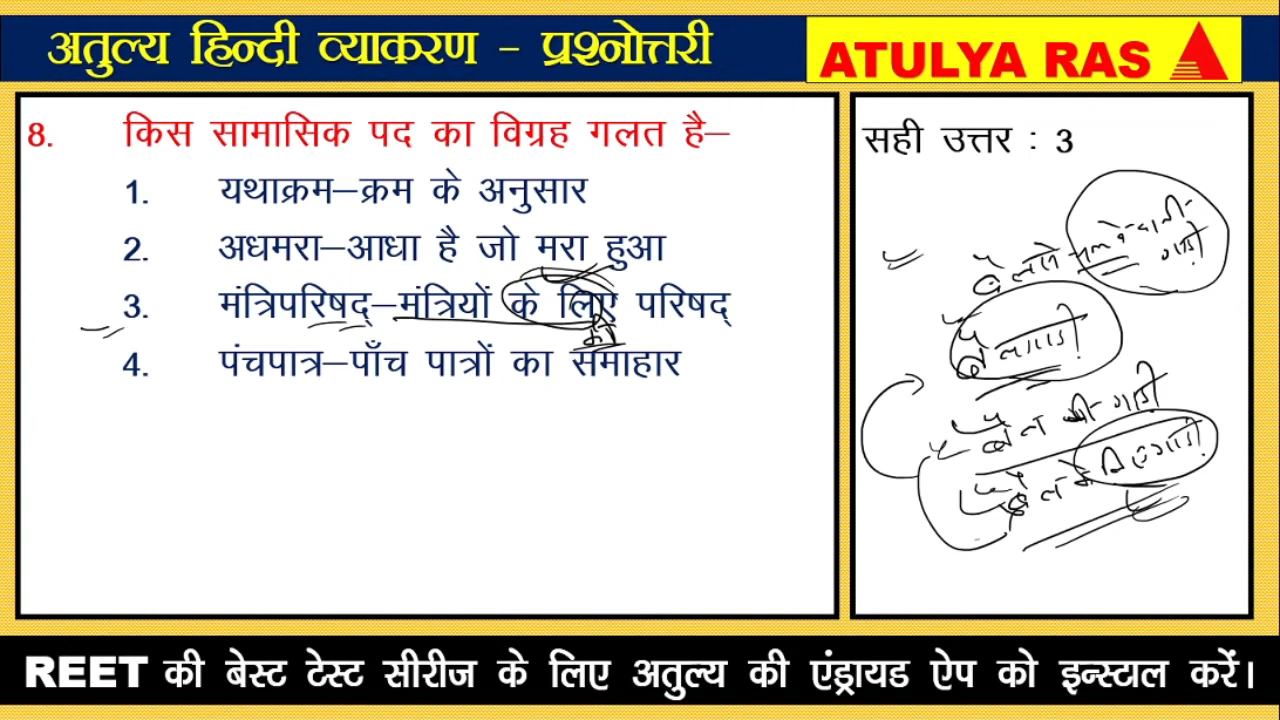 अतुल्य हिन्दी व्याकरण - प्रश्नोत्तरी
ATULYA RAS
8. किस सामासिक पद का विग्रह गलत है–
1. यथाक्रम–क्रम के अनुसार
2. अधमरा–आधा है जो मरा हुआ
3. मंत्रिपरिषद्–मंत्रियों के लिए परिषद्
की
4. पंचपात्र–पाँच पात्रों का समाहार
सही उत्तर : 3
बैलगाडी
बैल की गाडी
बैल के लिए गाडी
REET की बेस्ट टेस्ट सीरीज के लिए अतुल्य की एंड्रायड ऐप को इन्स्टाल करें।